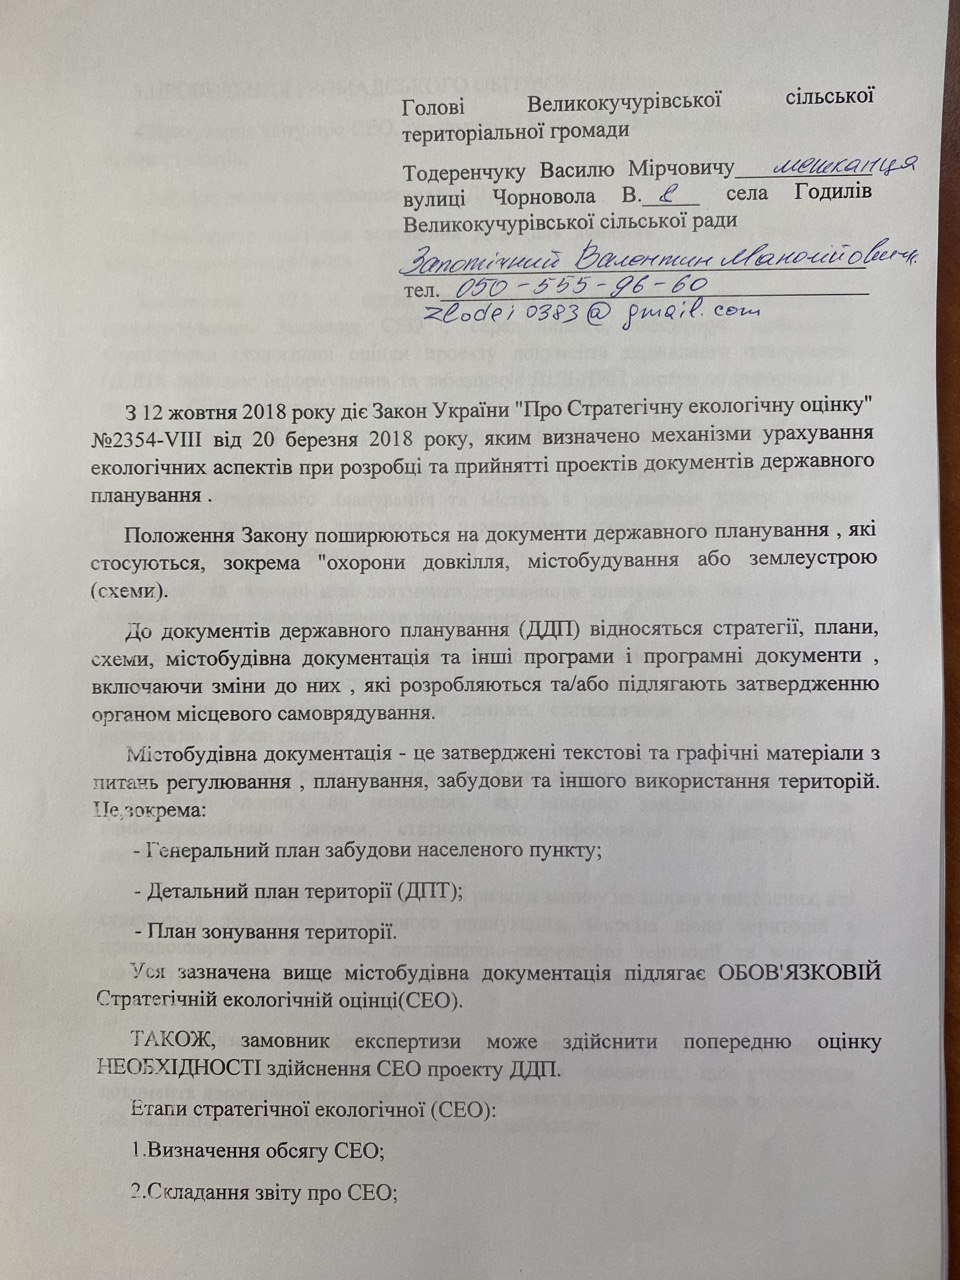 Голові Великокучурівської сільської
територіальної громади
Тодеренчуку Василю Мірчовичу мешканця
вулиці Чорновола В. 2 села Годилів
Великокучурівської сільської ради
Запотічний Валентин Манолійович
тел. 050-555-96-60
zlodei0383@gmail.com
З 12 жовтня 2018 року діє Закон України "Про Стратегічну екологічну оцінку"
№2354-VIII від 20 березня 2018 року, яким визначено механізми урахування
екологічних аспектів при розробці та прийнятті проектів документів державного
планування .
Положення Закону поширюються на документи державного планування , які
стосуються, зокрема "охорони довкілля, містобудування або землеустрою
(схеми).
До документів державного планування (ДДП) відносяться стратегії, плани,
схеми, містобудівна документація та інші програми і програмні документи ,
включаючи зміни до них , які розробляються та/або підлягають затвердженню
органом місцевого самоврядування.
Містобудівна документація - це затверджені текстові та графічні матеріали з
питань регулювання , планування, забудови та іншого використання територій.
Це,зокрема:
- Генеральний план забудови населеного пункту;
- Детальний план території (ДПТ);
- План зонування території.
Уся зазначена вище містобудівна документація підлягає ОБОВ'ЯЗКОВІЙ
Стратегічній екологічній оцінці(СЕО).
ТАКОЖ, замовник експертизи може здійснити попередню оцінку
НЕОБХІДНОСТІ здійснення СЕО проекту ДДП.
Етапи стратегічної екологічної (СЕО):
1.Визначення обсягу СЕО;
2.Складання звіту про СЕО;